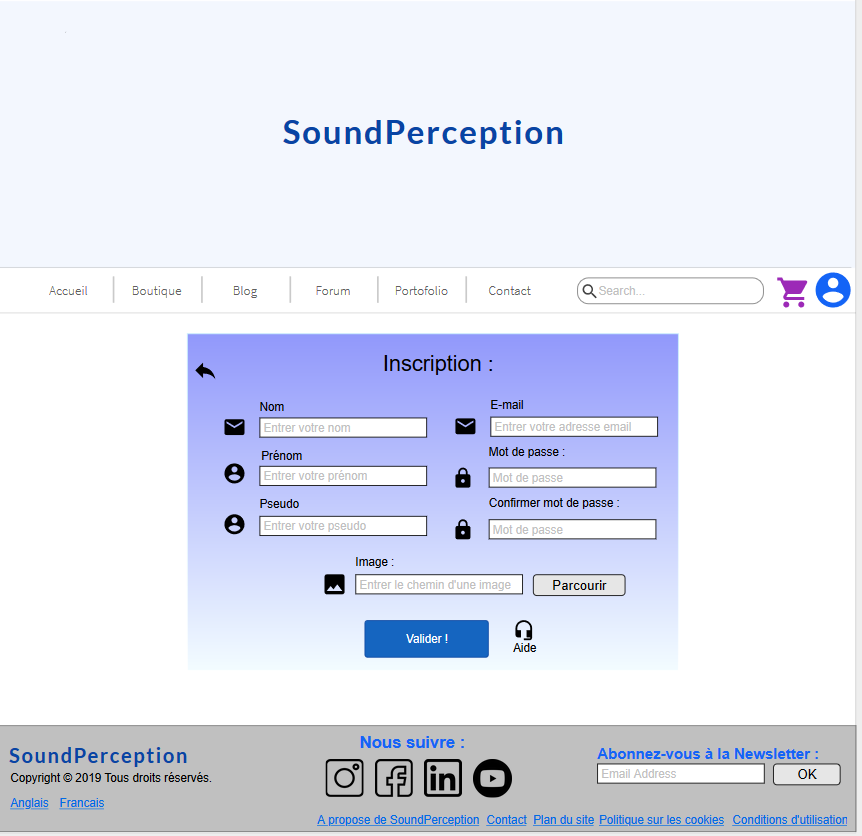 SoundPerception
Accueil Boutique Blog Forum Portofolio Contact Search...
Inscription :
Nom
Entrer votre nom
E-mail
Entrer votre adresse email
Prénom
Entrer votre prénom
Mot de passe :
Mot de passe
Pseudo
Entrer votre pseudo
Confirmer mot de passe :
Mot de passe
Image :
Entrer le chemin d'une image Parcourir
Valider !
Aide
SoundPerception
Copyright © 2019 Tous droits réservés.
Anglais Francais
Nous suivre :
in
Abonnez-vous à la Newsletter :
Email Address OK
A propose de SoundPerception Contact Plan du site Politique sur les cookies Conditions d'utilisation